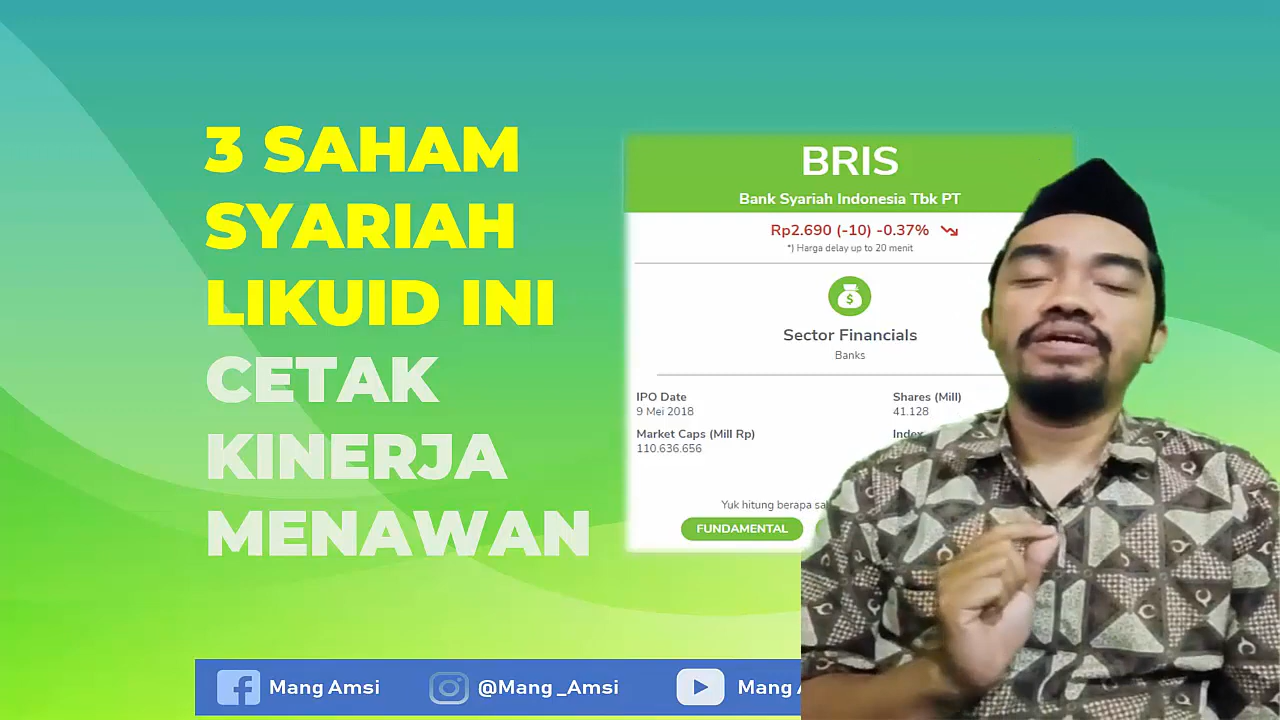 3 SAHAM
SYARIAH
LIKUID INI
CETAK
KINERJA
MENAWAN
BRIS
Bank Syariah Indonesia Tbk PT
Rp2.690 (-10) -0.37%
*) Harga delay up to 20 menit
Sector Financials
Banks
IPO Date
9 Mei 2018
Shares (Mill)
41.128
Market Caps (Mill Rp)
110.636.656
Index
Yuk hitung berapa
FUNDAMENTAL
Mang Amsi
@Mang_Amsi
Mang